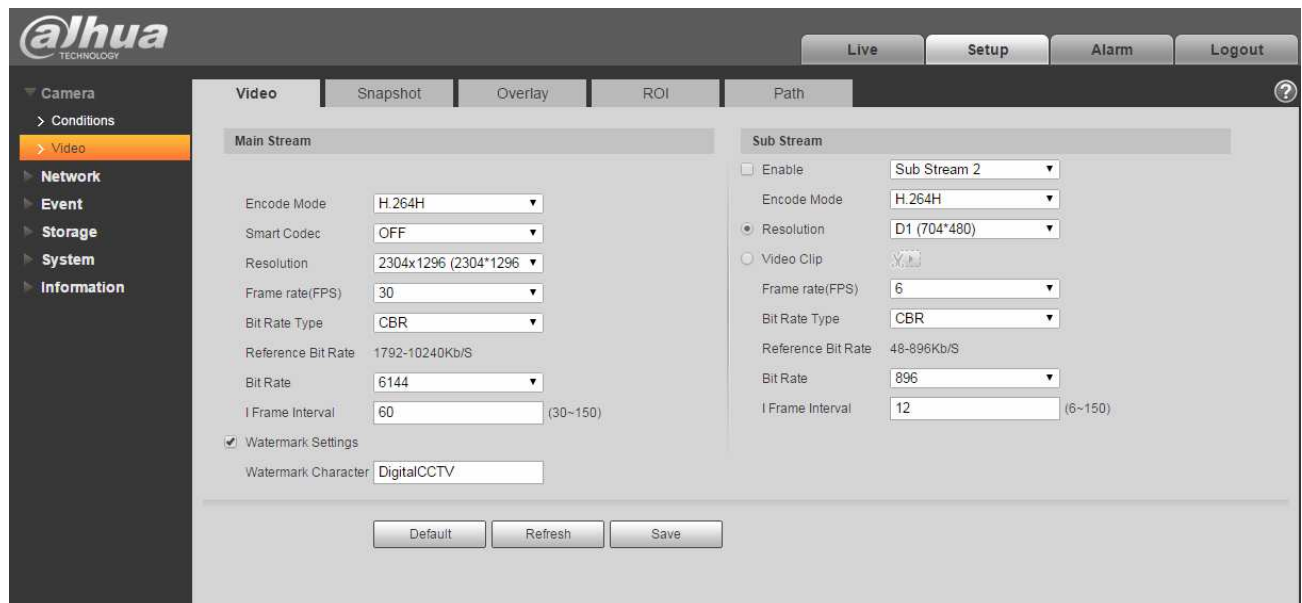 alhua
TECHNOLOGY
Live
Setup
Alarm
Logout
Camera
Conditions
Video
Network
Event
Storage
System
Information
Video
Snapshot
Overlay
ROI
Path
?
Main Stream
Encode Mode
H.264H
Smart Codec
OFF
Resolution
2304x1296 (2304*1296
Frame rate(FPS)
30
Bit Rate Type
CBR
Reference Bit Rate
1792-10240Kb/S
Bit Rate
6144
I Frame Interval
60
(30~150)
Watermark Settings
Watermark Character
DigitalCCTV
Sub Stream
Enable
Sub Stream 2
Encode Mode
H.264H
Resolution
D1 (704*480)
Video Clip
Frame rate(FPS)
6
Bit Rate Type
CBR
Reference Bit Rate
48-896Kb/S
Bit Rate
896
I Frame Interval
12
(6~150)
Default
Refresh
Save